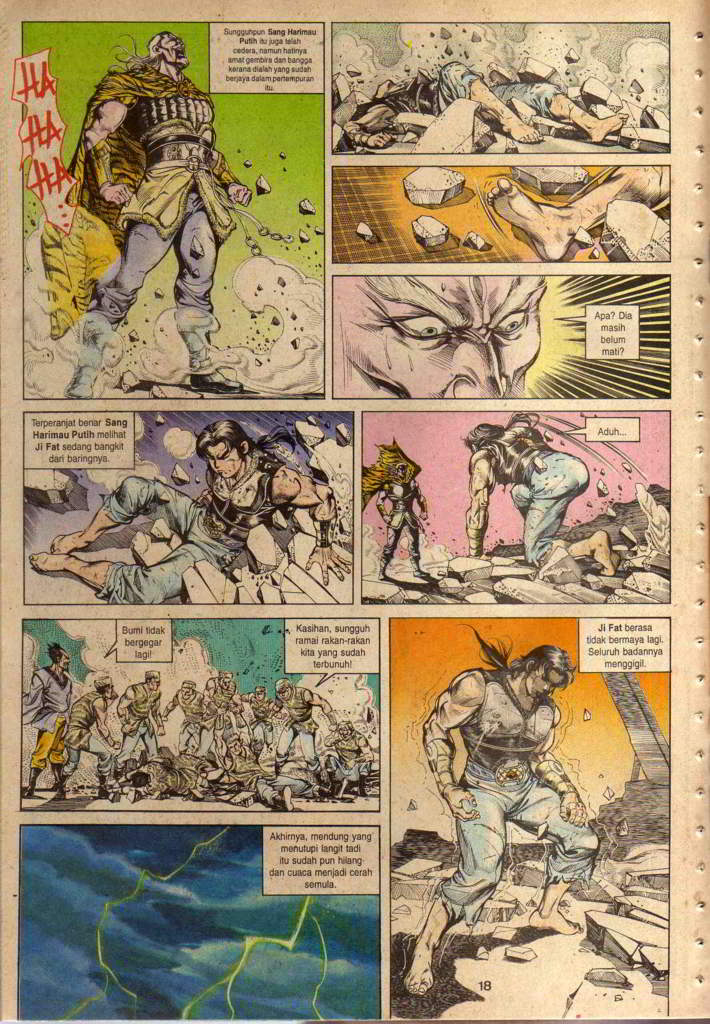 Sungguhpun Sang Harimau
Putih itu juga telah
cedera, namun hatinya
amat gembira dan bangga
kerana dialah yang sudah
berjaya dalam pertempuran
itu.
HA
HA
HA...
Apa? Dia
masih
belum
mati?
Terperanjat benar Sang
Harimau Putih melihat
Ji Fat sedang bangkit
dari baringnya.
Aduh...
Bumi tidak
bergegar
lagi!
Kasihan, sungguh
ramai rakan-rakan
kita yang sudah
terbunuh!
Ji Fat berasa
tidak bermaya lagi.
Seluruh badannya
menggigil.
Akhirnya, mendung yang
menutupi langit tadi
itu sudah pun hilang
dan cuaca menjadi cerah
semula.
18